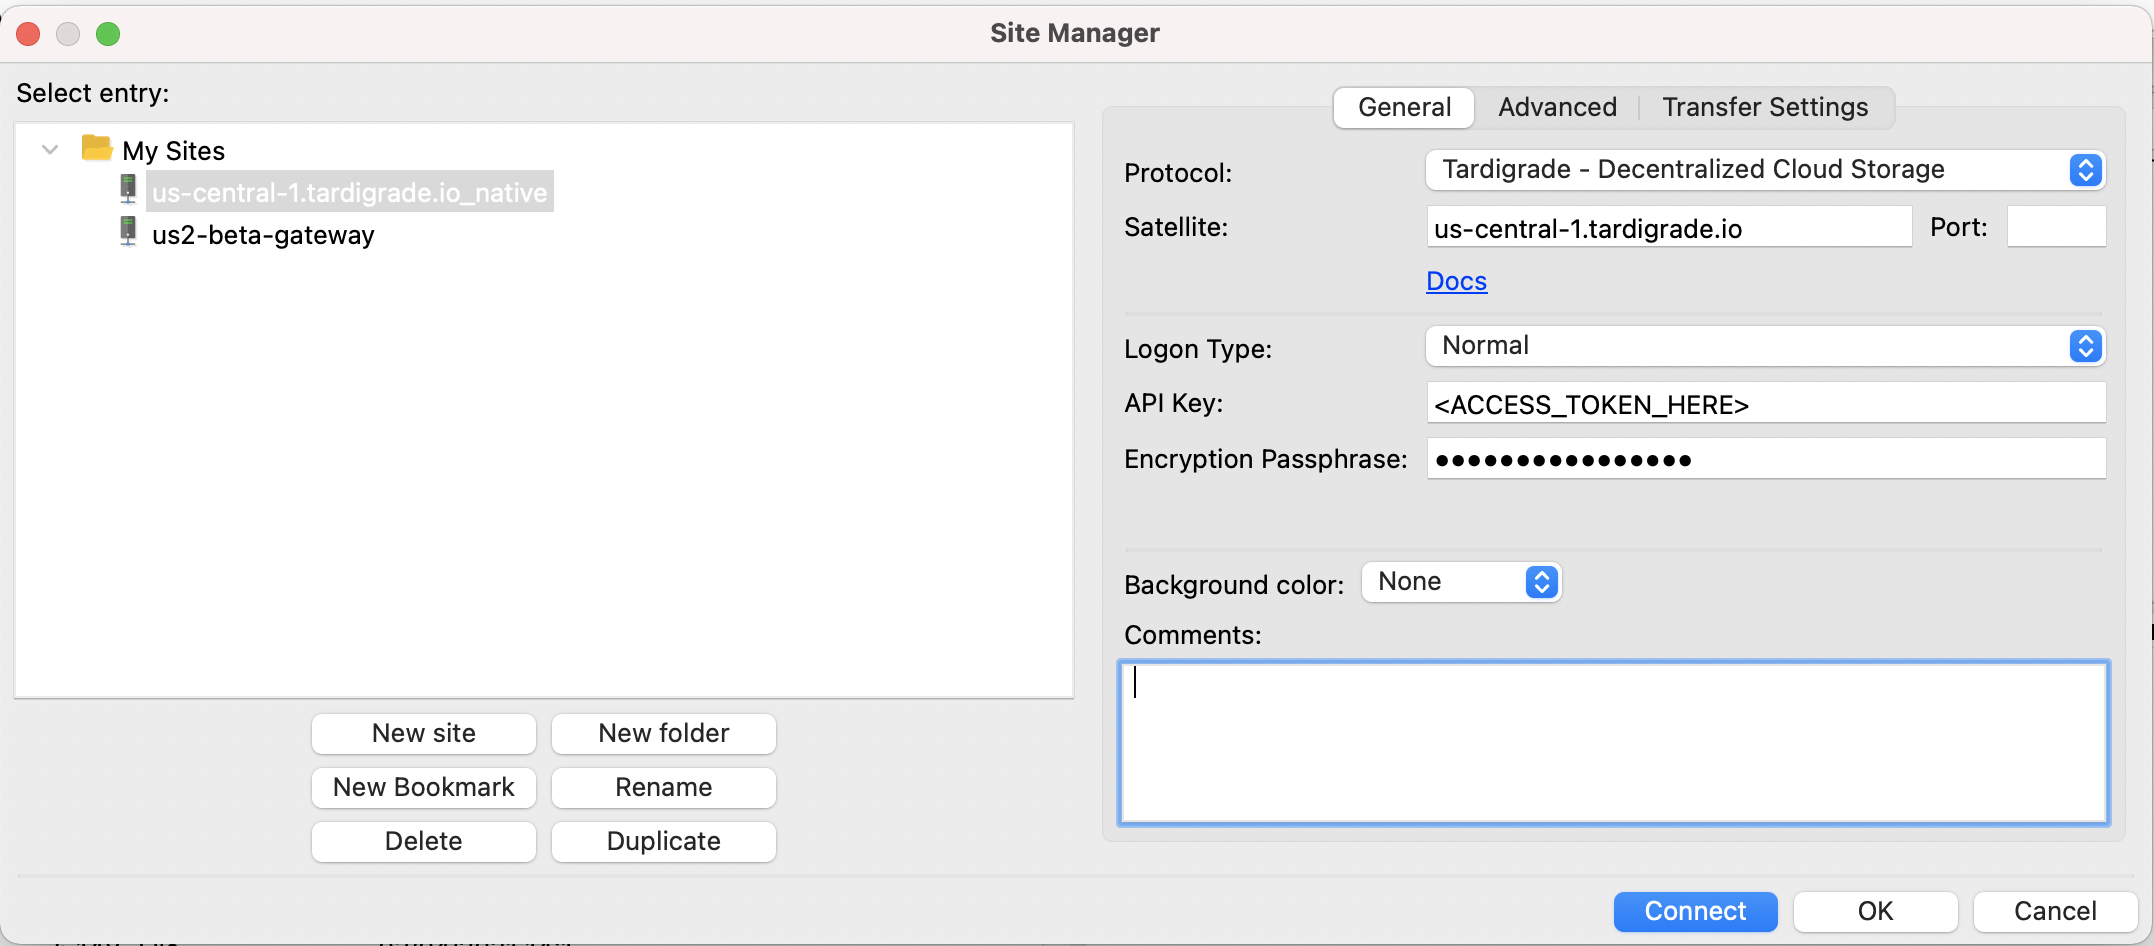 Site Manager
Select entry:
My Sites
us-central-1.tardigrade.io_native
us2-beta-gateway
New site
New folder
New Bookmark
Rename
Delete
Duplicate
General
Advanced
Transfer Settings
Protocol:
Tardigrade - Decentralized Cloud Storage
Satellite:
us-central-1.tardigrade.io
Port:
Docs
Logon Type:
Normal
API Key:
<ACCESS_TOKEN_HERE>
Encryption Passphrase:
●●●●●●●●●●●●●●●●
Background color:
None
Comments:
Connect
OK
Cancel